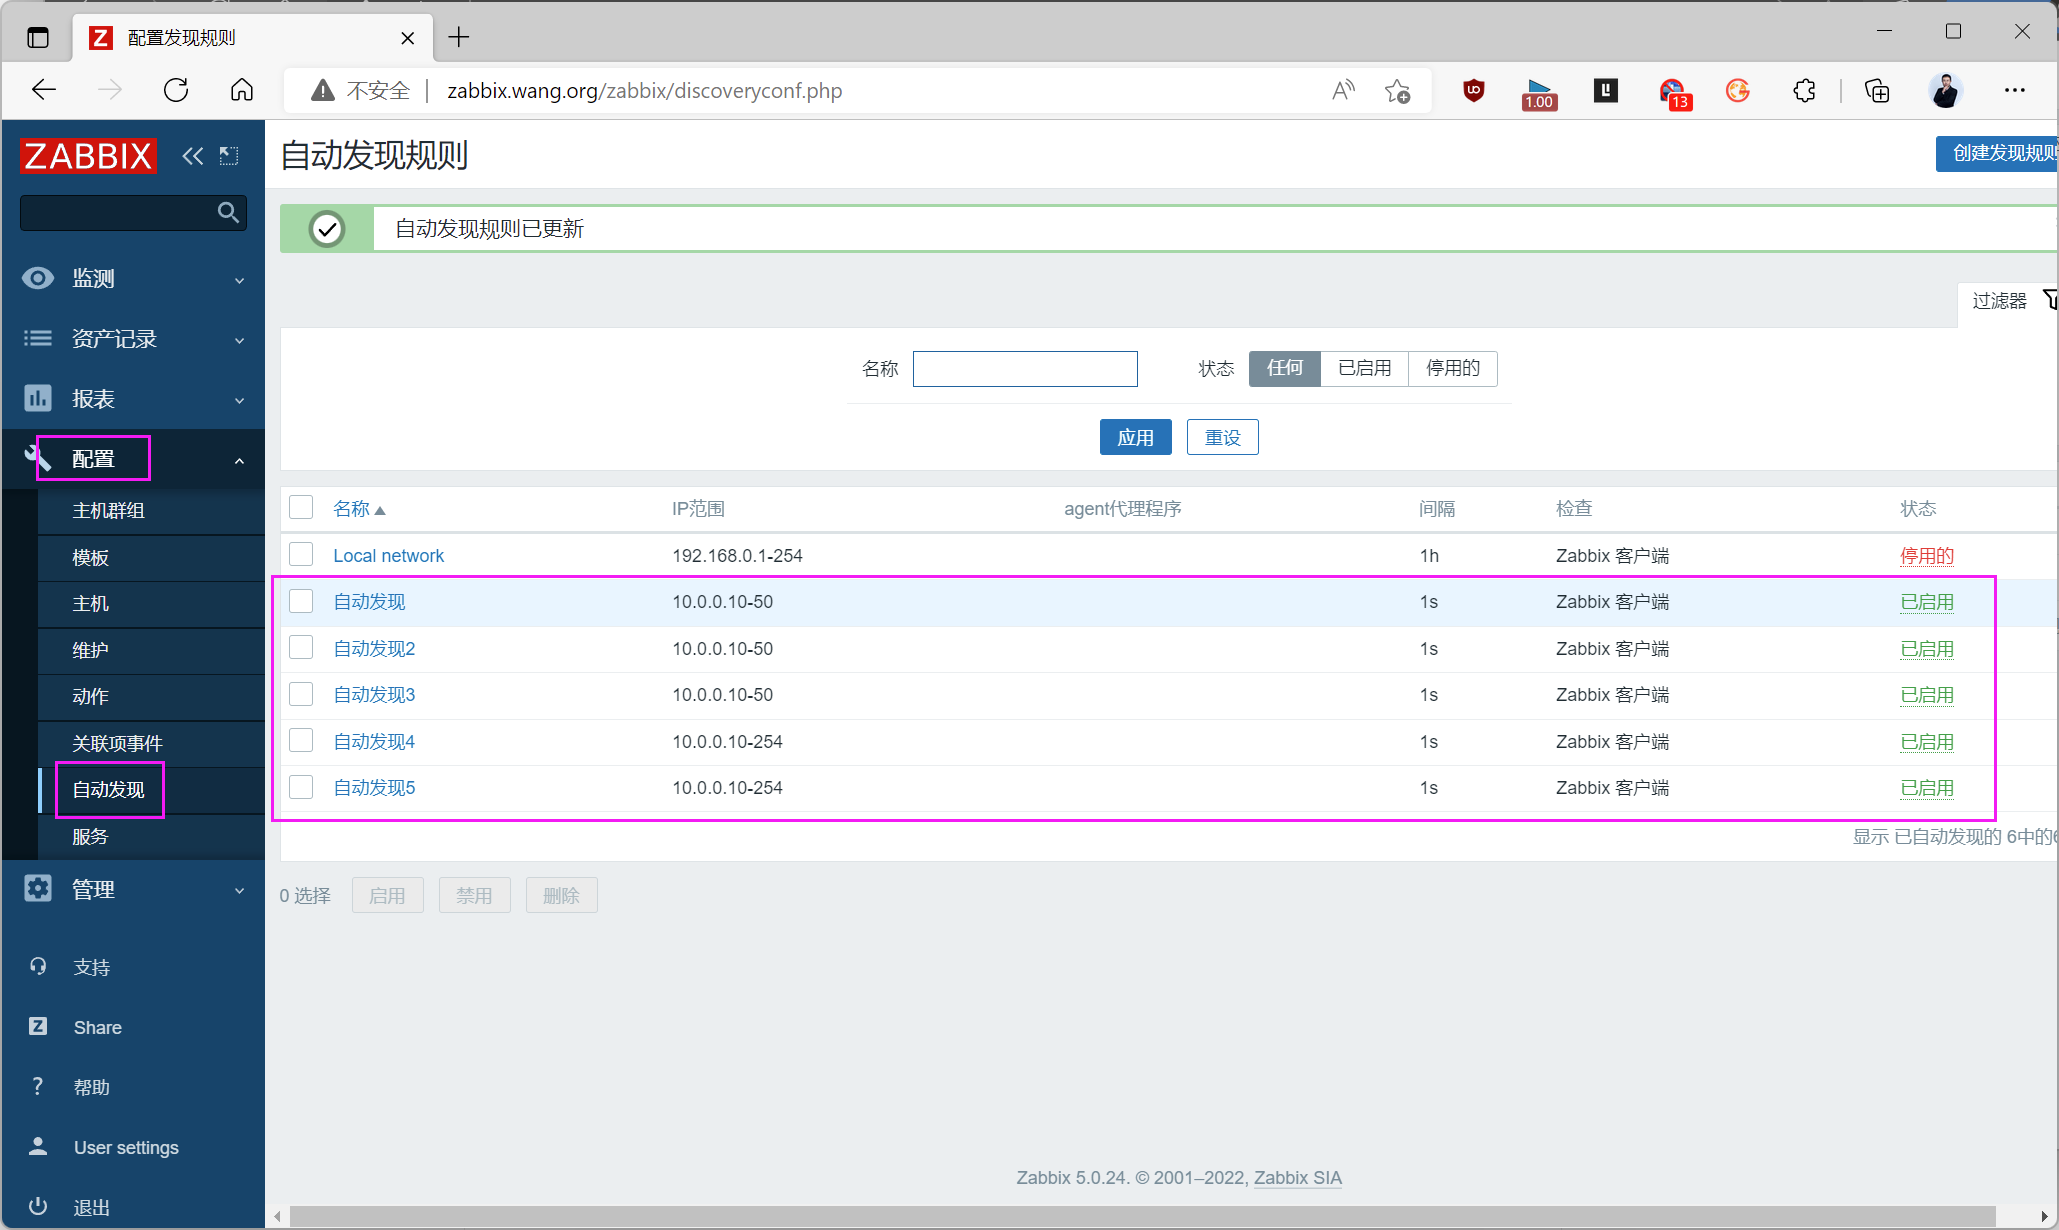 配置发现规则
不安全 zabbix.wang.org/zabbix/discoveryconf.php
1.00
13
ZABBIX
自动发现规则
创建发现规则
自动发现规则已更新
监测
资产记录
报表
配置
主机群组
模板
主机
维护
动作
关联项事件
自动发现
服务
管理
支持
Share
帮助
User settings
退出
过滤器
名称 状态 任何 已启用 停用的
应用 重设
名称 IP范围 agent代理程序 间隔 检查 状态
Local network 192.168.0.1-254 1h Zabbix 客户端 停用的
自动发现 10.0.0.10-50 1s Zabbix 客户端 已启用
自动发现2 10.0.0.10-50 1s Zabbix 客户端 已启用
自动发现3 10.0.0.10-50 1s Zabbix 客户端 已启用
自动发现4 10.0.0.10-254 1s Zabbix 客户端 已启用
自动发现5 10.0.0.10-254 1s Zabbix 客户端 已启用
显示 已自动发现的 6中的6
0 选择 启用 禁用 删除
Zabbix 5.0.24. © 2001–2022, Zabbix SIA